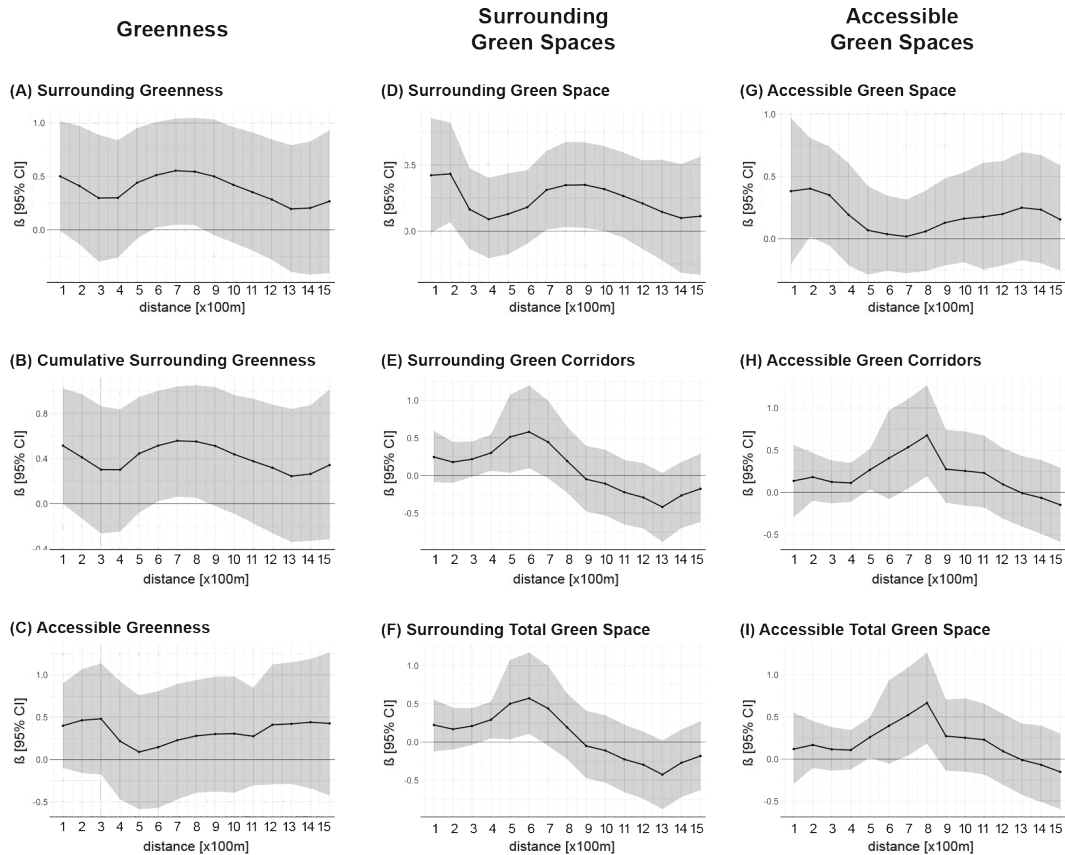 Greenness
Surrounding
Green Spaces
Accessible
Green Spaces
(A) Surrounding Greenness
ß [95% CI]
1.0
0.5
0.0
1 2 3 4 5 6 7 8 9 10 11 12 13 14 15
distance [x100m]
(D) Surrounding Green Space
ß [95% CI]
0.5
0.0
1 2 3 4 5 6 7 8 9 10 11 12 13 14 15
distance [x100m]
(G) Accessible Green Space
ß [95% CI]
1.0
0.5
0.0
1 2 3 4 5 6 7 8 9 10 11 12 13 14 15
distance [x100m]
(B) Cumulative Surrounding Greenness
ß [95% CI]
0.8
0.4
0.0
-0.4
1 2 3 4 5 6 7 8 9 10 11 12 13 14 15
distance [x100m]
(E) Surrounding Green Corridors
ß [95% CI]
1.0
0.5
0.0
-0.5
1 2 3 4 5 6 7 8 9 10 11 12 13 14 15
distance [x100m]
(H) Accessible Green Corridors
ß [95% CI]
1.0
0.5
0.0
-0.5
1 2 3 4 5 6 7 8 9 10 11 12 13 14 15
distance [x100m]
(C) Accessible Greenness
ß [95% CI]
1.0
0.5
0.0
-0.5
1 2 3 4 5 6 7 8 9 10 11 12 13 14 15
distance [x100m]
(F) Surrounding Total Green Space
ß [95% CI]
1.0
0.5
0.0
-0.5
1 2 3 4 5 6 7 8 9 10 11 12 13 14 15
distance [x100m]
(I) Accessible Total Green Space
ß [95% CI]
1.0
0.5
0.0
-0.5
1 2 3 4 5 6 7 8 9 10 11 12 13 14 15
distance [x100m]